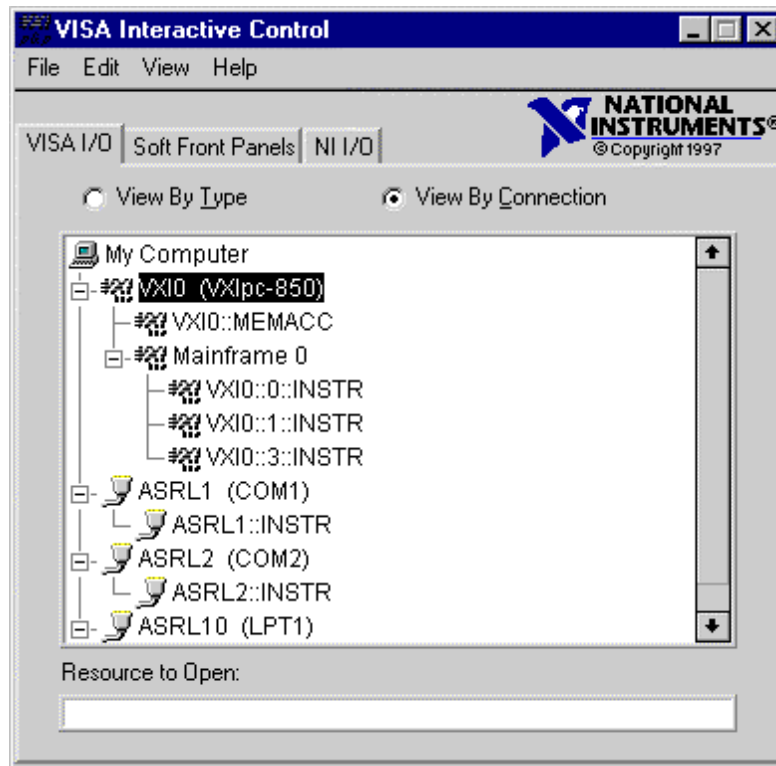 VISA Interactive Control
File Edit View Help
NATIONAL
INSTRUMENTS®
© Copyright 1997
VISA I/O Soft Front Panels NI I/O
View By Type View By Connection
My Computer
VXI0 (VXIpc-850)
VXI0::MEMACC
Mainframe 0
VXI0::0::INSTR
VXI0::1::INSTR
VXI0::3::INSTR
ASRL1 (COM1)
ASRL1::INSTR
ASRL2 (COM2)
ASRL2::INSTR
ASRL10 (LPT1)
Resource to Open: